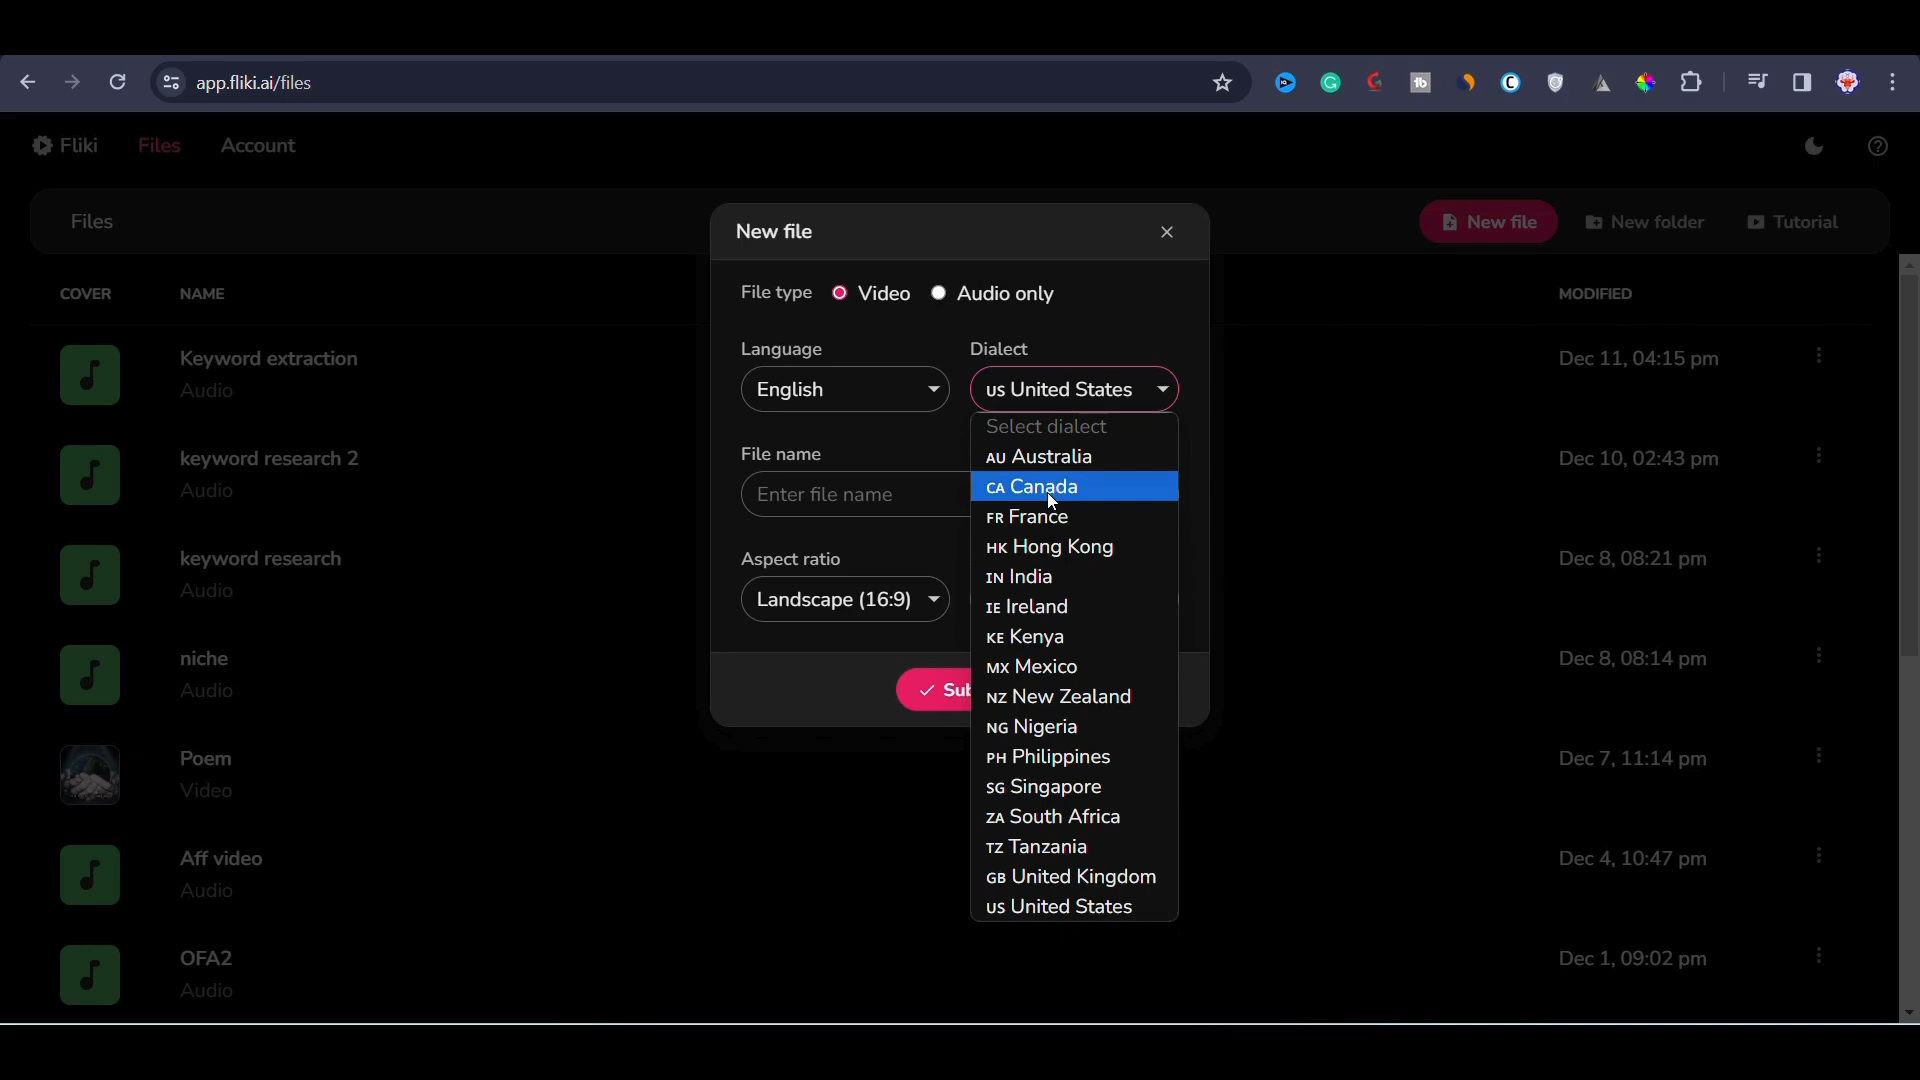 app.fliki.ai/files
Fliki Files Account
Files
New file New folder Tutorial
COVER NAME MODIFIED
Keyword extraction
Audio
Dec 11, 04:15 pm
keyword research 2
Audio
Dec 10, 02:43 pm
keyword research
Audio
Dec 8, 08:21 pm
niche
Audio
Dec 8, 08:14 pm
Poem
Video
Dec 7, 11:14 pm
Aff video
Audio
Dec 4, 10:47 pm
OFA2
Audio
Dec 1, 09:02 pm
New file
File type Video Audio only
Language Dialect
English US United States
File name
Enter file name
Aspect ratio
Landscape (16:9)
Select dialect
AU Australia
CA Canada
FR France
HK Hong Kong
IN India
IE Ireland
KE Kenya
MX Mexico
NZ New Zealand
NG Nigeria
PH Philippines
SG Singapore
ZA South Africa
TZ Tanzania
GB United Kingdom
US United States